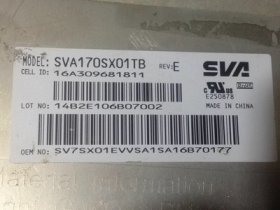 MODEL: SVA170SX01TB REV: E
SVA
CELL ID: 16A309681811
E250878
LOT NO: 14B2E106B07002
MADE IN CHINA
OEM NO: SV7SX01EVVSA1SA16B70177